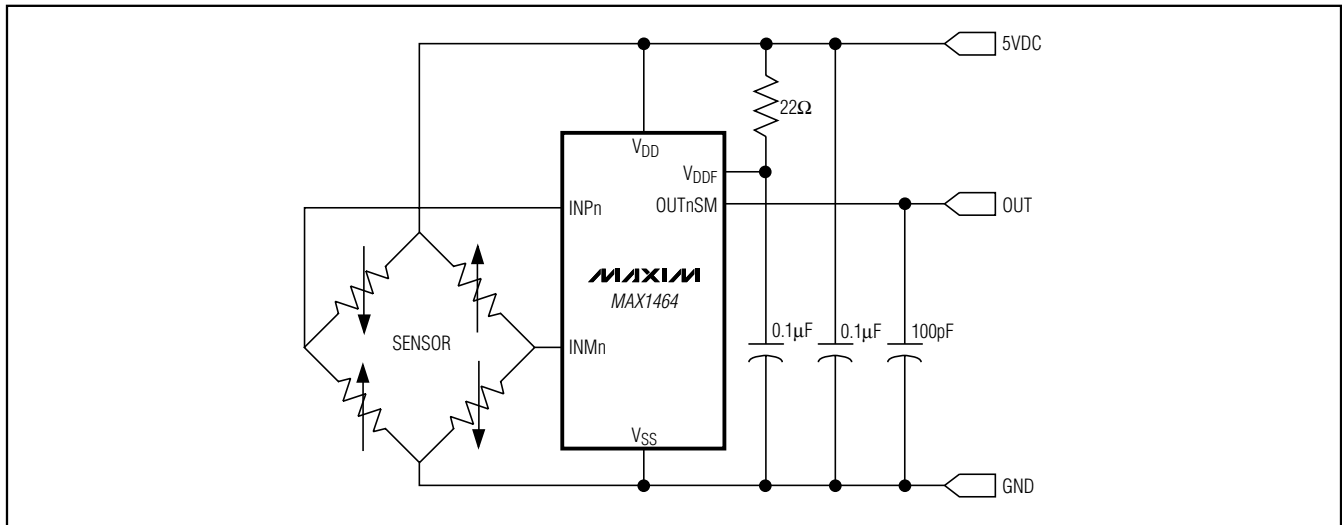 5VDC
22Ω
VDD
VDDF
INPn
OUTnSM
OUT
MAXIM
MAX1464
SENSOR
INMn
0.1μF
0.1μF
100pF
VSS
GND